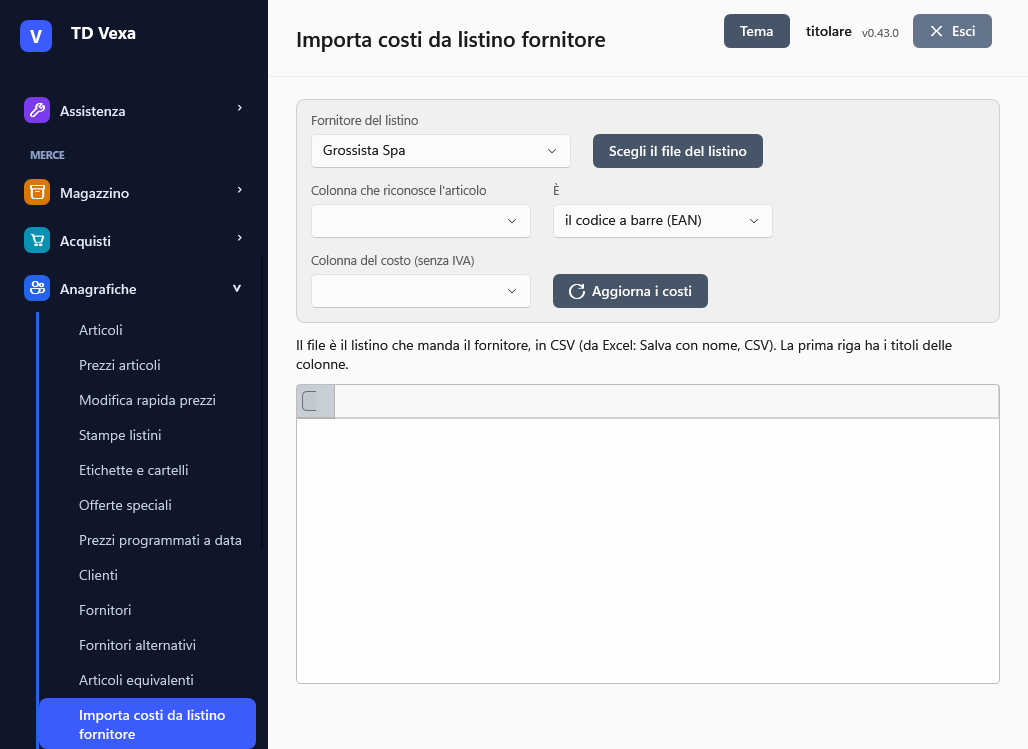 V
TD Vexa
Importa costi da listino fornitore
Tema
titolare
v0.43.0
Esci
Assistenza
MERCE
Magazzino
Acquisti
Anagrafiche
Articoli
Prezzi articoli
Modifica rapida prezzi
Stampe listini
Etichette e cartelli
Offerte speciali
Prezzi programmati a data
Clienti
Fornitori
Fornitori alternativi
Articoli equivalenti
Importa costi da listino
fornitore
Fornitore del listino
Grossista Spa
Scegli il file del listino
Colonna che riconosce l'articolo
È
il codice a barre (EAN)
Colonna del costo (senza IVA)
Aggiorna i costi
Il file è il listino che manda il fornitore, in CSV (da Excel: Salva con nome, CSV). La prima riga ha i titoli delle
colonne.